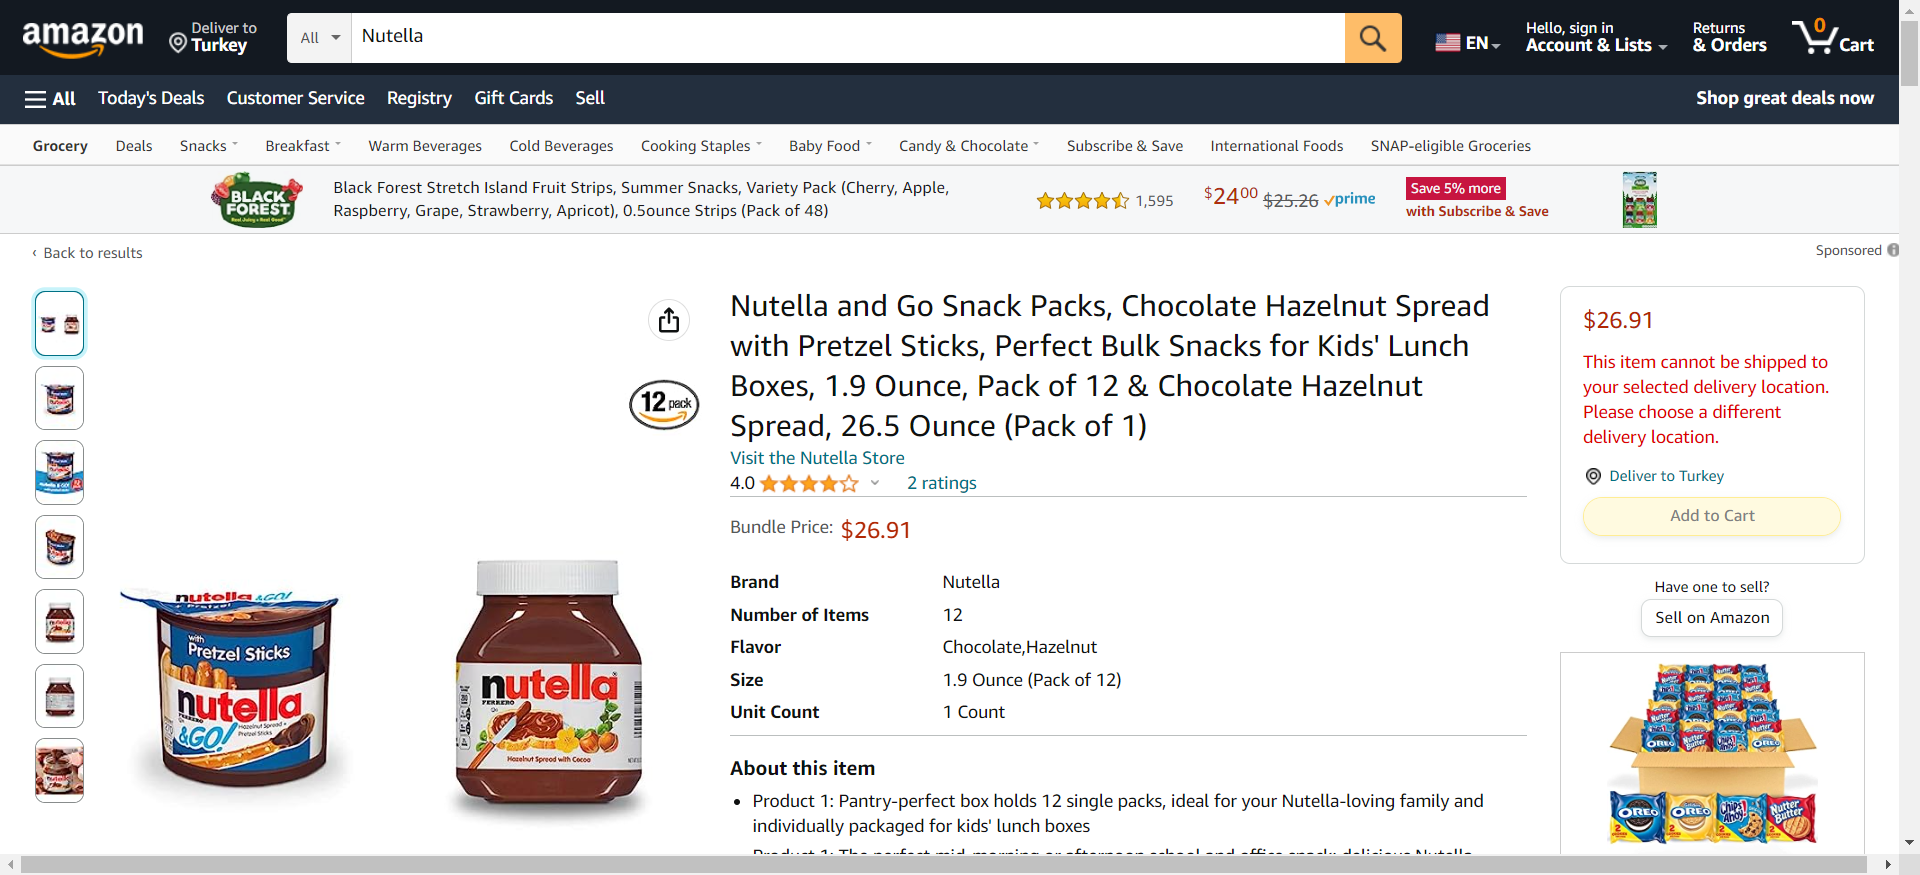 amazon
Deliver to
Turkey
All
Nutella
EN
Hello, sign in
Account & Lists
Returns
& Orders
0
Cart
All
Today's Deals
Customer Service
Registry
Gift Cards
Sell
Shop great deals now
Grocery
Deals
Snacks
Breakfast
Warm Beverages
Cold Beverages
Cooking Staples
Baby Food
Candy & Chocolate
Subscribe & Save
International Foods
SNAP-eligible Groceries
BLACK
FOREST
Black Forest Stretch Island Fruit Strips, Summer Snacks, Variety Pack (Cherry, Apple,
Raspberry, Grape, Strawberry, Apricot), 0.5ounce Strips (Pack of 48)
1,595
$2400 $25.26 prime
Save 5% more
with Subscribe & Save
‹ Back to results
Sponsored
12 pack
nutella &GO!
+ Pretzel
with
Pretzel Sticks
nutella
FERRERO
&GO!
Hazelnut Spread +
Pretzel Sticks
nutella
FERRERO
Hazelnut Spread with Cocoa
Nutella and Go Snack Packs, Chocolate Hazelnut Spread
with Pretzel Sticks, Perfect Bulk Snacks for Kids' Lunch
Boxes, 1.9 Ounce, Pack of 12 & Chocolate Hazelnut
Spread, 26.5 Ounce (Pack of 1)
Visit the Nutella Store
4.0
2 ratings
Bundle Price: $26.91
Brand Nutella
Number of Items 12
Flavor Chocolate,Hazelnut
Size 1.9 Ounce (Pack of 12)
Unit Count 1 Count
About this item
• Product 1: Pantry-perfect box holds 12 single packs, ideal for your Nutella-loving family and
individually packaged for kids' lunch boxes
$26.91
This item cannot be shipped to
your selected delivery location.
Please choose a different
delivery location.
Deliver to Turkey
Add to Cart
Have one to sell?
Sell on Amazon
OREO
Nutter Butter
OREO
OREO
OREO
Chips Ahoy!
Nutter Butter